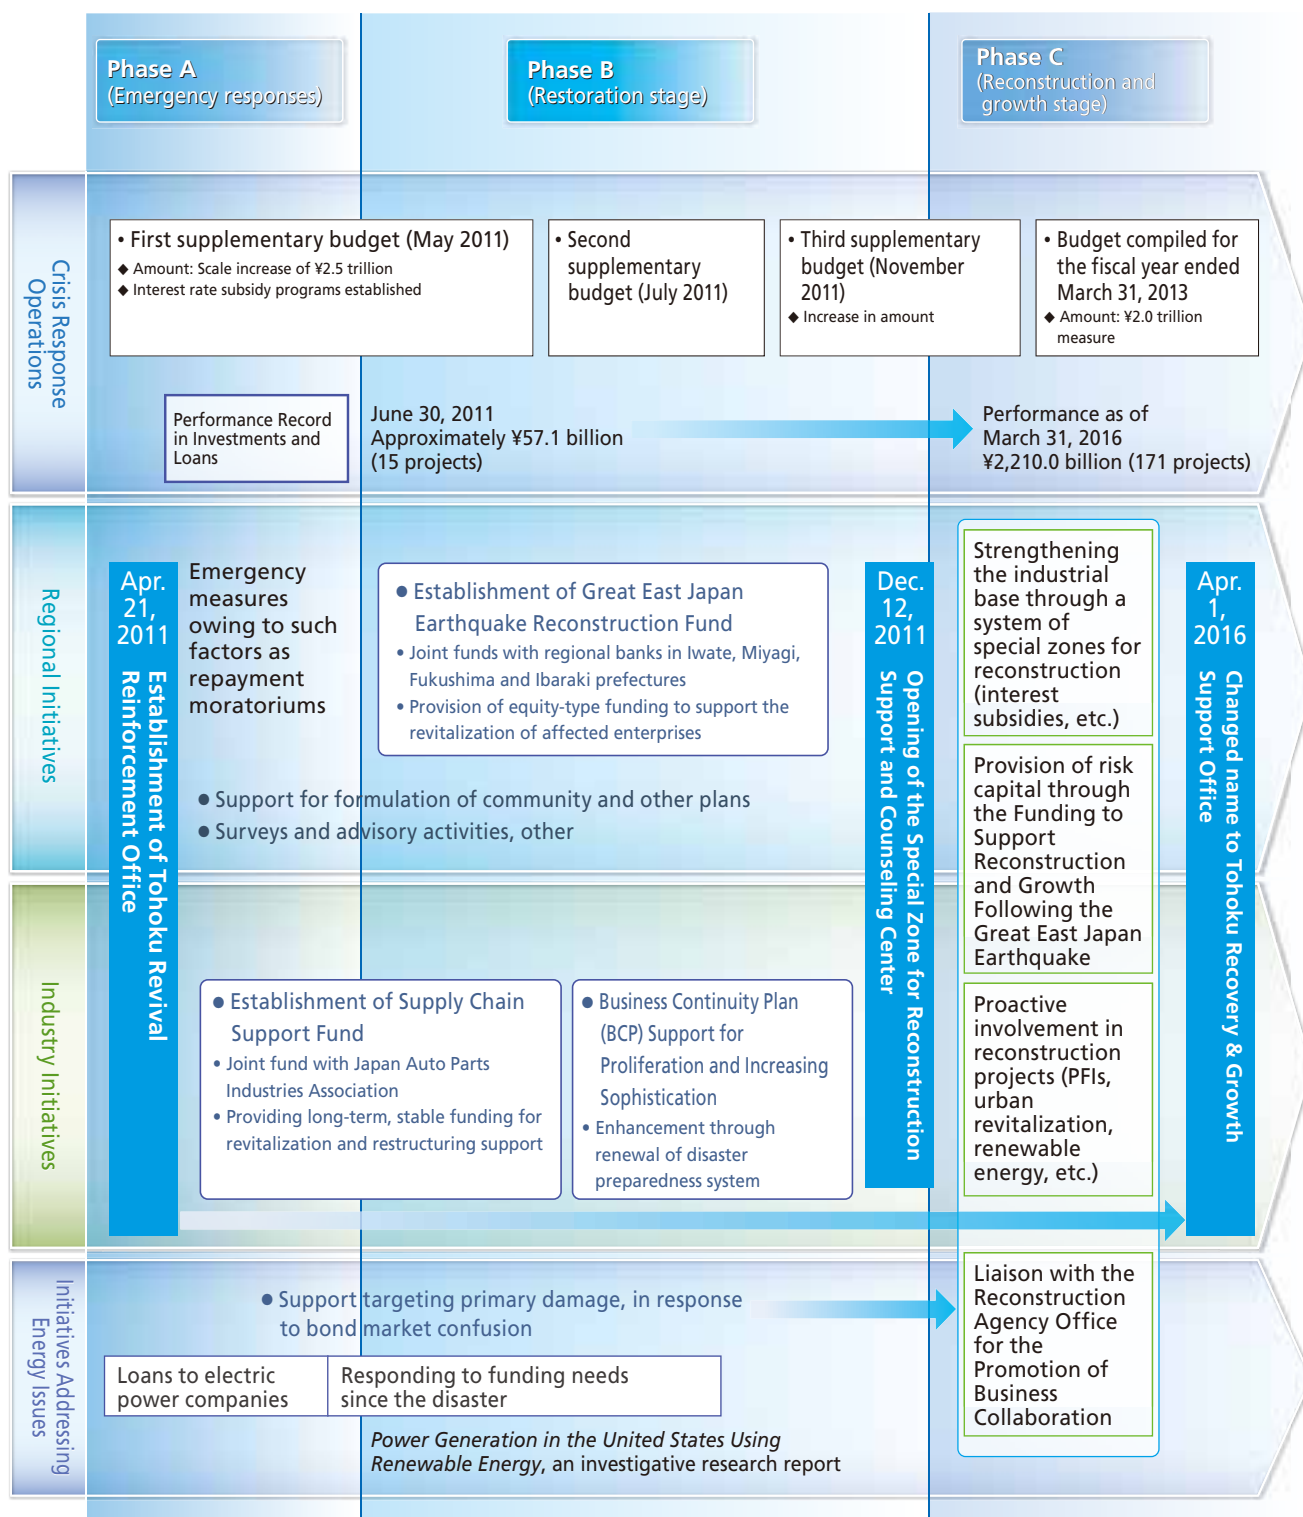 Phase A
(Emergency responses)
Phase B
(Restoration stage)
Phase C
(Reconstruction and
growth stage)
Crisis Response
Operations
• First supplementary budget (May 2011)
◆ Amount: Scale increase of ¥2.5 trillion
◆ Interest rate subsidy programs established
• Second
supplementary
budget (July 2011)
• Third supplementary
budget (November
2011)
◆ Increase in amount
• Budget compiled for
the fiscal year ended
March 31, 2013
◆ Amount: ¥2.0 trillion
measure
Performance Record
in Investments and
Loans
June 30, 2011
Approximately ¥57.1 billion
(15 projects)
Performance as of
March 31, 2016
¥2,210.0 billion (171 projects)
Regional Initiatives
Apr.
21,
2011
Establishment of Tohoku Revival
Reinforcement Office
Emergency
measures
owing to such
factors as
repayment
moratoriums
● Establishment of Great East Japan
Earthquake Reconstruction Fund
• Joint funds with regional banks in Iwate, Miyagi,
Fukushima and Ibaraki prefectures
• Provision of equity-type funding to support the
revitalization of affected enterprises
● Support for formulation of community and other plans
● Surveys and advisory activities, other
Dec.
12,
2011
Opening of the Special Zone for Reconstruction
Support and Counseling Center
Strengthening
the industrial
base through a
system of
special zones for
reconstruction
(interest
subsidies, etc.)
Provision of risk
capital through
the Funding to
Support
Reconstruction
and Growth
Following the
Great East Japan
Earthquake
Proactive
involvement in
reconstruction
projects (PFIs,
urban
revitalization,
renewable
energy, etc.)
Apr.
1,
2016
Changed name to Tohoku Recovery & Growth
Support Office
Industry Initiatives
● Establishment of Supply Chain
Support Fund
• Joint fund with Japan Auto Parts
Industries Association
• Providing long-term, stable funding for
revitalization and restructuring support
● Business Continuity Plan
(BCP) Support for
Proliferation and Increasing
Sophistication
• Enhancement through
renewal of disaster
preparedness system
Initiatives Addressing
Energy Issues
● Support targeting primary damage, in response
to bond market confusion
Loans to electric
power companies
Responding to funding needs
since the disaster
Power Generation in the United States Using
Renewable Energy, an investigative research report
Liaison with the
Reconstruction
Agency Office
for the
Promotion of
Business
Collaboration